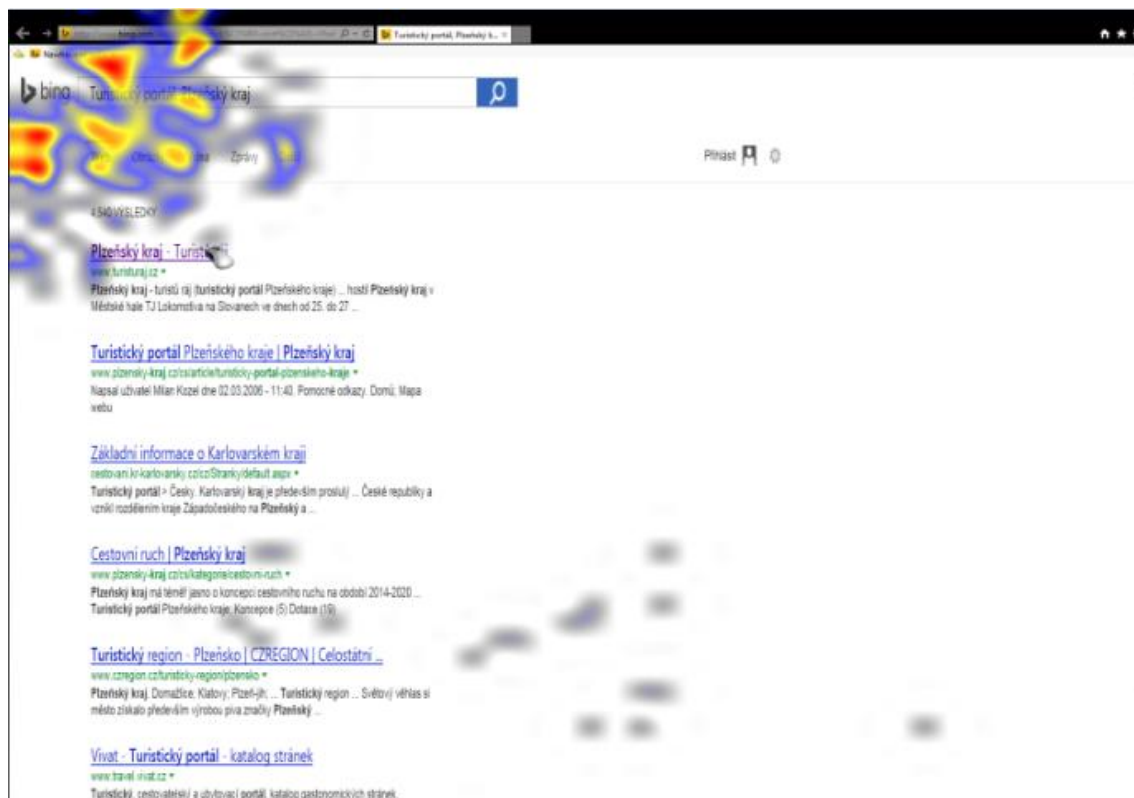 Turistický portál, Plzeňský k...
bing
Turistický portál Plzeňský kraj
Zprávy
Přihlásit
4 540 VÝSLEDKY
Plzeňský kraj - Turistů ráj
www.turisturaj.cz
Plzeňský kraj - turistů ráj (turistický portál Plzeňského kraje) ... hostí Plzeňský kraj v
Městské hale TJ Lokomotiva na Slovanech ve dnech od 25. do 27 ...
Turistický portál Plzeňského kraje | Plzeňský kraj
www.plzensky-kraj.cz/cs/article/turisticky-portal-plzenskeho-kraje
Napsal uživatel Milan Kozel dne 02.03.2006 - 11:40. Pomocné odkazy. Domů; Mapa
webu
Základní informace o Karlovarském kraji
cestovani.kr-karlovarsky.cz/cz/Stranky/default.aspx
Turistický portál > Česky. Karlovarský kraj je především proslulý ... České republiky a
vznikl rozdělením kraje Západočeského na Plzeňský a ...
Cestovní ruch | Plzeňský kraj
www.plzensky-kraj.cz/cs/kategorie/cestovni-ruch
Plzeňský kraj má téměř jasno o koncepci cestovního ruchu na období 2014-2020 ...
Turistický portál Plzeňského kraje; Koncepce (5) Dotace (19)
Turistický region - Plzeňsko | CZREGION | Celostátní ...
www.czregion.cz/turisticky-region/plzensko
Plzeňský kraj. Domažlice; Klatovy; Plzeň-jih; ... Turistický region ... Světový věhlas si
město získalo především výrobou piva značky Plzeňský ...
Vivat - Turistický portál - katalog stránek
www.travel.vivat.cz
Turistický, cestovatelský a ubytovací portál, katalog gastronomických stránek.